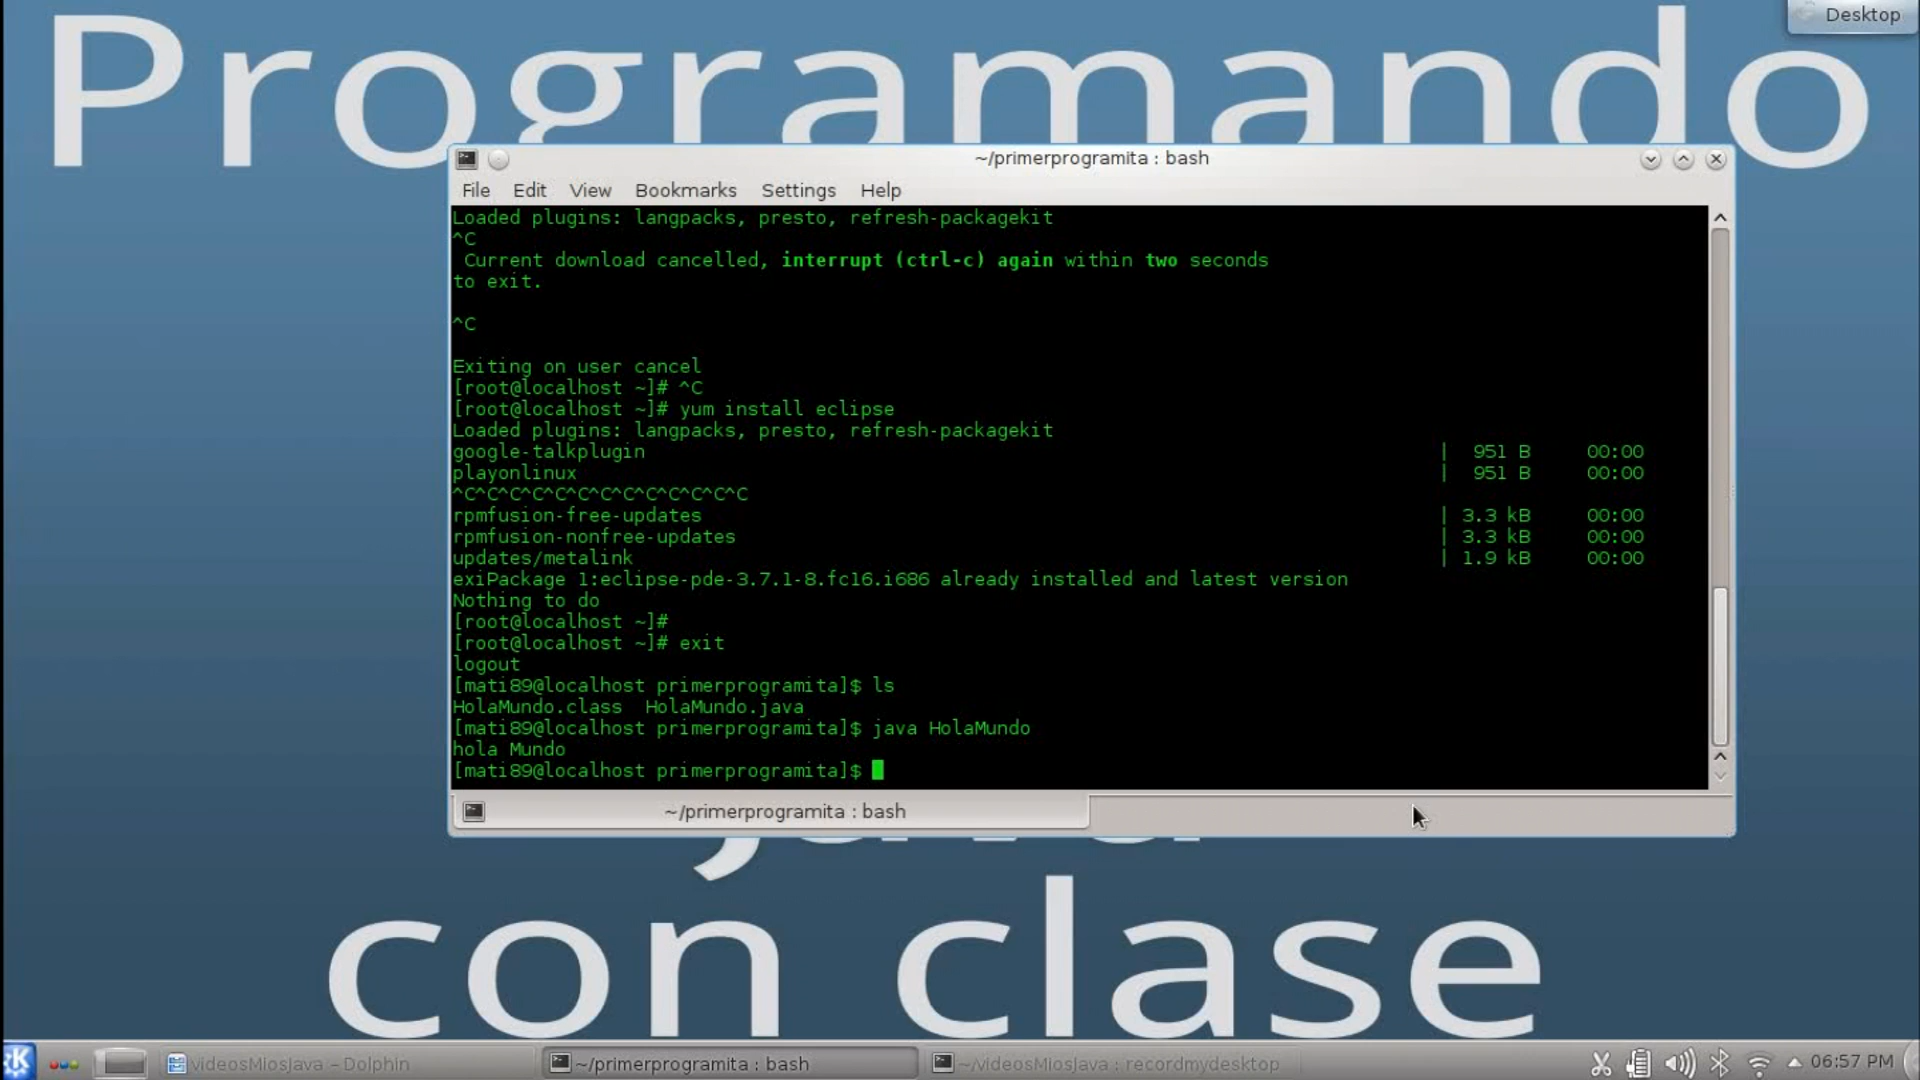 Programando
Desktop
~/primerprogramita : bash
File Edit View Bookmarks Settings Help
Loaded plugins: langpacks, presto, refresh-packagekit
^C
Current download cancelled, interrupt (ctrl-c) again within two seconds
to exit.
^C
Exiting on user cancel
[root@localhost ~]# ^C
[root@localhost ~]# yum install eclipse
Loaded plugins: langpacks, presto, refresh-packagekit
google-talkplugin | 951 B 00:00
playonlinux | 951 B 00:00
^C^C^C^C^C^C^C^C^C^C^C^C^C
rpmfusion-free-updates | 3.3 kB 00:00
rpmfusion-nonfree-updates | 3.3 kB 00:00
updates/metalink | 1.9 kB 00:00
exiPackage 1:eclipse-pde-3.7.1-8.fc16.i686 already installed and latest version
Nothing to do
[root@localhost ~]#
[root@localhost ~]# exit
logout
[mati89@localhost primerprogramita]$ ls
HolaMundo.class HolaMundo.java
[mati89@localhost primerprogramita]$ java HolaMundo
hola Mundo
[mati89@localhost primerprogramita]$
~/primerprogramita : bash
con clase
videosMiosJava – Dolphin
~/primerprogramita : bash
~/videosMiosJava : recordmydesktop
06:57 PM